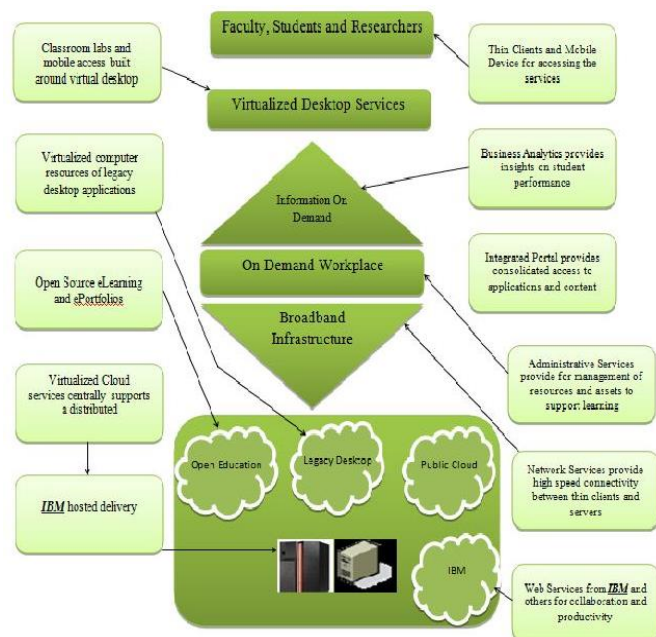 Faculty, Students and Researchers
Classroom labs and
mobile access built
around virtual desktop
Thin Clients and Mobile
Device for accessing the
services
Virtualized Desktop Services
Virtualized computer
resources of legacy
desktop applications
Business Analytics provides
insights on student
performance
Information On
Demand
On Demand Workplace
Integrated Portal provides
consolidated access to
applications and content
Open Source eLearning
and ePortfolios
Broadband
Infrastructure
Administrative Services
provide for management of
resources and assets to
support learning
Virtualized Cloud
services centrally supports
a distributed
Open Education
Legacy Desktop
Public Cloud
Network Services provide
high speed connectivity
between thin clients and
servers
IBM hosted delivery
IBM
Web Services from IBM and
others for collaboration and
productivity